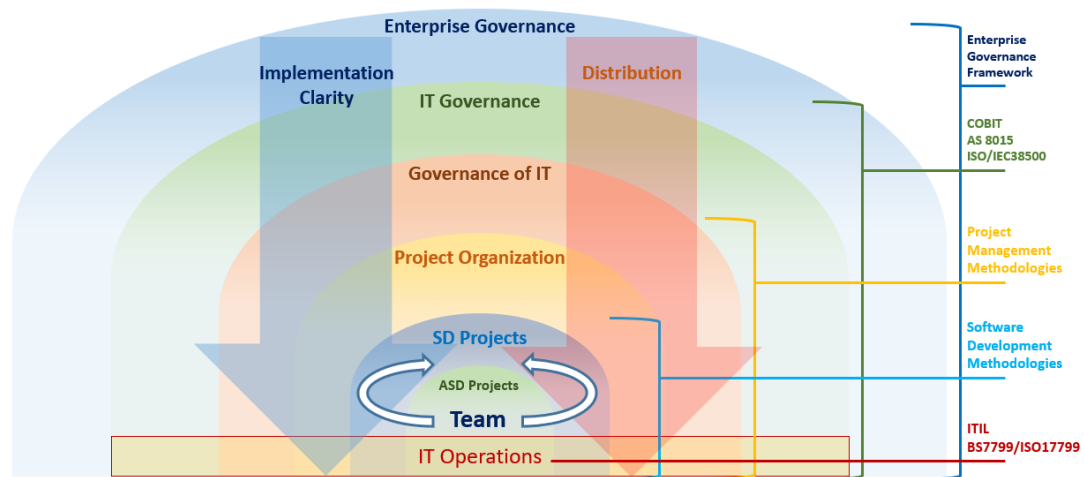 Enterprise Governance
Implementation
Clarity
Distribution
IT Governance
Governance of IT
Project Organization
SD Projects
ASD Projects
Team
IT Operations
Enterprise
Governance
Framework
COBIT
AS 8015
ISO/IEC38500
Project
Management
Methodologies
Software
Development
Methodologies
ITIL
BS7799/ISO17799